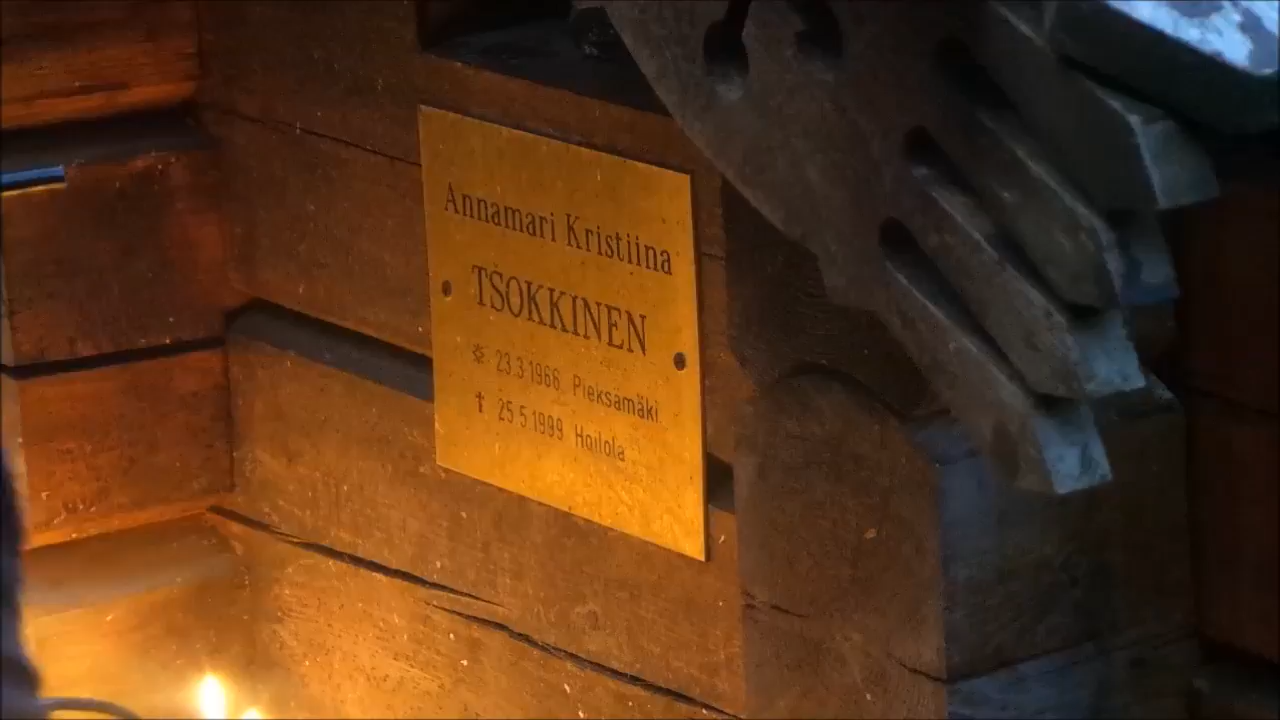 Annamari Kristiina
TSOKKINEN
* 23.3.1966 Pieksämäki
† 25.5.1999 Hoilola